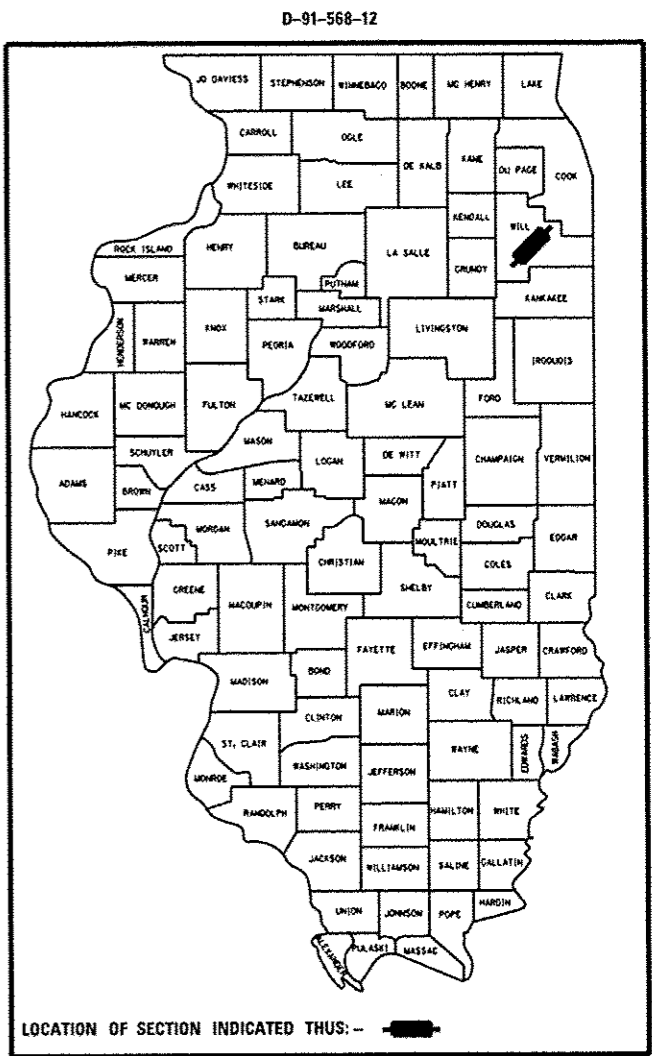 D-91-568-12
JO DAVIESS
STEPHENSON
WINNEBAGO
BOONE
MC HENRY
LAKE
CARROLL
OGLE
DE KALB
KANE
DU PAGE
COOK
WHITESIDE
LEE
KENDALL
WILL
ROCK ISLAND
HENRY
BUREAU
LA SALLE
GRUNDY
MERCER
PUTNAM
KANKAKEE
STARK
MARSHALL
HENDERSON
WARREN
KNOX
PEORIA
WOODFORD
LIVINGSTON
IROQUOIS
HANCOCK
MC DONOUGH
FULTON
TAZEWELL
MC LEAN
FORD
MASON
SCHUYLER
LOGAN
DE WITT
CHAMPAIGN
VERMILION
ADAMS
BROWN
CASS
MENARD
PIATT
MACON
MORGAN
SANGAMON
DOUGLAS
EDGAR
PIKE
SCOTT
MOULTRIE
CHRISTIAN
COLES
GREENE
MACOUPIN
MONTGOMERY
SHELBY
CUMBERLAND
CLARK
CALHOUN
JERSEY
FAYETTE
EFFINGHAM
JASPER
CRAWFORD
MADISON
BOND
CLAY
RICHLAND
LAWRENCE
CLINTON
MARION
ST. CLAIR
WAYNE
EDWARDS
WABASH
WASHINGTON
JEFFERSON
MONROE
RANDOLPH
PERRY
HAMILTON
WHITE
FRANKLIN
JACKSON
WILLIAMSON
SALINE
GALLATIN
UNION
JOHNSON
POPE
HARDIN
ALEXANDER
PULASKI
MASSAC
LOCATION OF SECTION INDICATED THUS: -